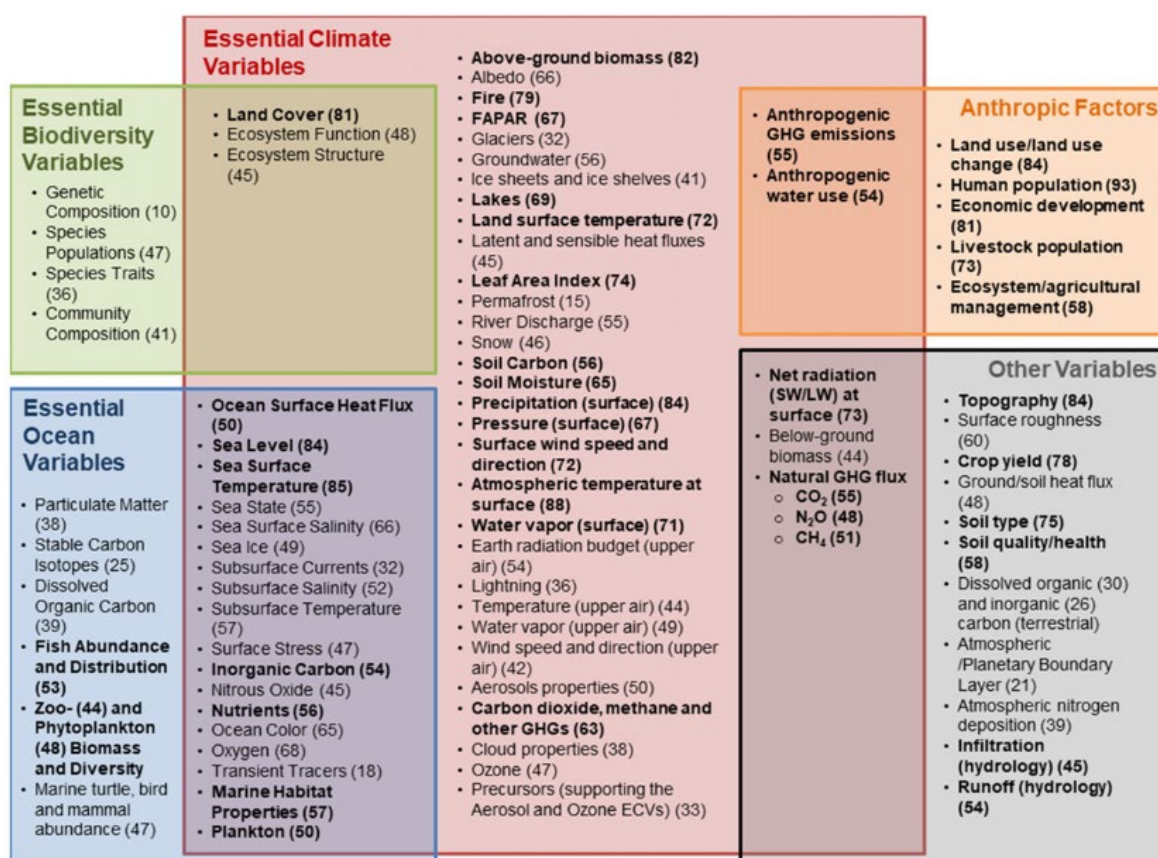 Essential Climate
Variables
Essential
Biodiversity
Variables
• Genetic
Composition (10)
• Species
Populations (47)
• Species Traits
(36)
• Community
Composition (41)
• Land Cover (81)
• Ecosystem Function (48)
• Ecosystem Structure
(45)
Essential
Ocean
Variables
• Particulate Matter
(38)
• Stable Carbon
Isotopes (25)
• Dissolved
Organic Carbon
(39)
• Fish Abundance
and Distribution
(53)
• Zoo- (44) and
Phytoplankton
(48) Biomass
and Diversity
• Marine turtle, bird
and mammal
abundance (47)
• Ocean Surface Heat Flux
(50)
• Sea Level (84)
• Sea Surface
Temperature (85)
• Sea State (55)
• Sea Surface Salinity (66)
• Sea Ice (49)
• Subsurface Currents (32)
• Subsurface Salinity (52)
• Subsurface Temperature
(57)
• Surface Stress (47)
• Inorganic Carbon (54)
• Nitrous Oxide (45)
• Nutrients (56)
• Ocean Color (65)
• Oxygen (68)
• Transient Tracers (18)
• Marine Habitat
Properties (57)
• Plankton (50)
• Above-ground biomass (82)
• Albedo (66)
• Fire (79)
• FAPAR (67)
• Glaciers (32)
• Groundwater (56)
• Ice sheets and ice shelves (41)
• Lakes (69)
• Land surface temperature (72)
• Latent and sensible heat fluxes
(45)
• Leaf Area Index (74)
• Permafrost (15)
• River Discharge (55)
• Snow (46)
• Soil Carbon (56)
• Soil Moisture (65)
• Precipitation (surface) (84)
• Pressure (surface) (67)
• Surface wind speed and
direction (72)
• Atmospheric temperature at
surface (88)
• Water vapor (surface) (71)
• Earth radiation budget (upper
air) (54)
• Lightning (36)
• Temperature (upper air) (44)
• Water vapor (upper air) (49)
• Wind speed and direction (upper
air) (42)
• Aerosols properties (50)
• Carbon dioxide, methane and
other GHGs (63)
• Cloud properties (38)
• Ozone (47)
• Precursors (supporting the
Aerosol and Ozone ECVs) (33)
• Anthropogenic
GHG emissions
(55)
• Anthropogenic
water use (54)
Anthropic Factors
• Land use/land use
change (84)
• Human population (93)
• Economic development
(81)
• Livestock population
(73)
• Ecosystem/agricultural
management (58)
• Net radiation
(SW/LW) at
surface (73)
• Below-ground
biomass (44)
• Natural GHG flux
o CO₂ (55)
o N₂O (48)
o CH₄ (51)
Other Variables
• Topography (84)
• Surface roughness
(60)
• Crop yield (78)
• Ground/soil heat flux
(48)
• Soil type (75)
• Soil quality/health
(58)
• Dissolved organic (30)
and inorganic (26)
carbon (terrestrial)
• Atmospheric
/Planetary Boundary
Layer (21)
• Atmospheric nitrogen
deposition (39)
• Infiltration
(hydrology) (45)
• Runoff (hydrology)
(54)